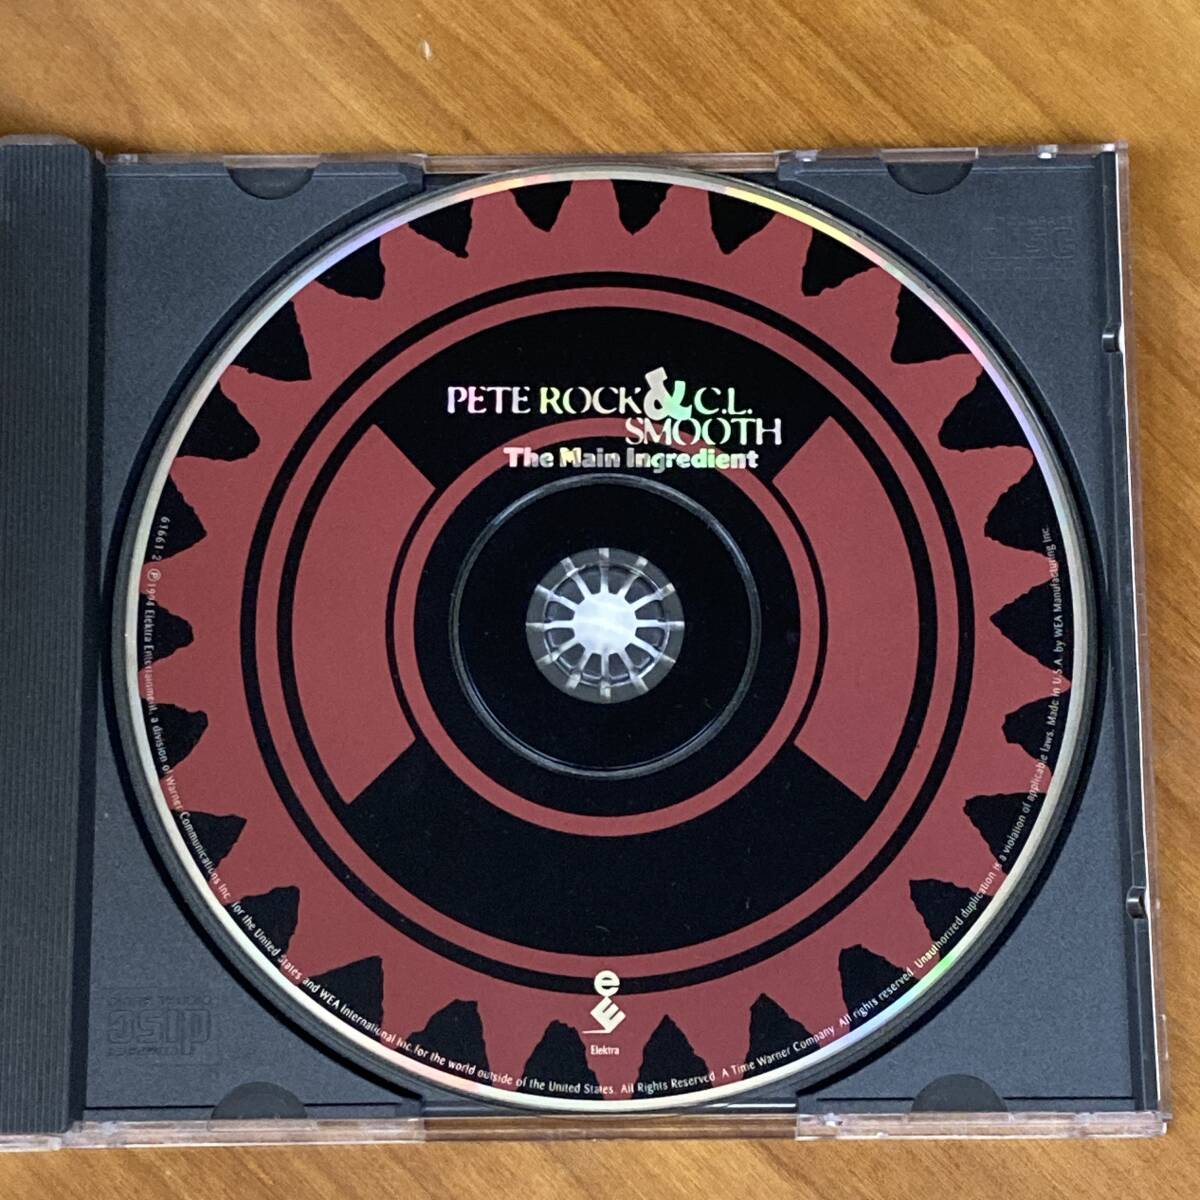 PETE ROCK & C.L.
SMOOTH
The Main Ingredient
61661-2 ℗ 1994 Elektra Entertainment, a division of Warner Communications Inc. for the United States and WEA International Inc. for the world outside of the United States. All Rights Reserved. A Time Warner Company. All rights reserved. Unauthorized duplication is a violation of applicable laws. Made in U.S.A. by WEA Manufacturing Inc.
e
Elektra
COMPACT
disc